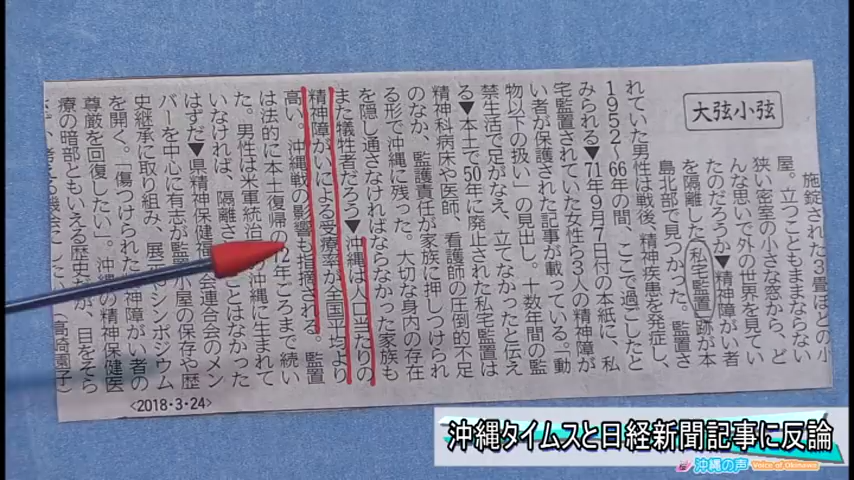 大弦小弦
施錠された3畳ほどの小
屋。立つこともままならない
狭い密室の小さな窓から、ど
んな思いで外の世界を見てい
たのだろうか▼精神障がい者
を隔離した「私宅監置」跡が本
島北部で見つかった。監置さ
れていた男性は戦後、精神疾患を発症し、
1952〜66年の間、ここで過ごしたと
みられる▼71年9月7日付の本紙に、私
宅監置されていた女性ら3人の精神障が
い者が保護された記事が載っている。「動
物以下の扱い」の見出し。十数年間の監
禁生活で足がなえ、立てなかったと伝え
る▼本土で50年に廃止された私宅監置は
精神科病床や医師、看護師の圧倒的不足
のなか、監護責任が家族に押しつけられ
る形で沖縄に残った。大切な身内の存在
を隠し通さなければならなかった家族も
また犠牲者だろう▼沖縄は人口当たりの
精神障がいによる受療率が全国平均より
高い。沖縄戦の影響も指摘される。監置
は法的に本土復帰の72年ころまで続い
た。男性は米軍統治の沖縄に生まれて
いなければ、隔離さことはなかった
はずだ▼県精神保健福会連合会のメン
バーを中心に有志が監小屋の保存や歴
史継承に取り組み、展やシンポジウム
を開く。「傷つけられた精神障がい者の
尊厳を回復したい」。沖縄の精神保健医
療の暗部ともいえる歴史だが、目をそら
さず、考える機会にしたい。(高崎園子)
<2018・3・24>
沖縄タイムスと日経新聞記事に反論
沖縄の声 Voice of Okinawa